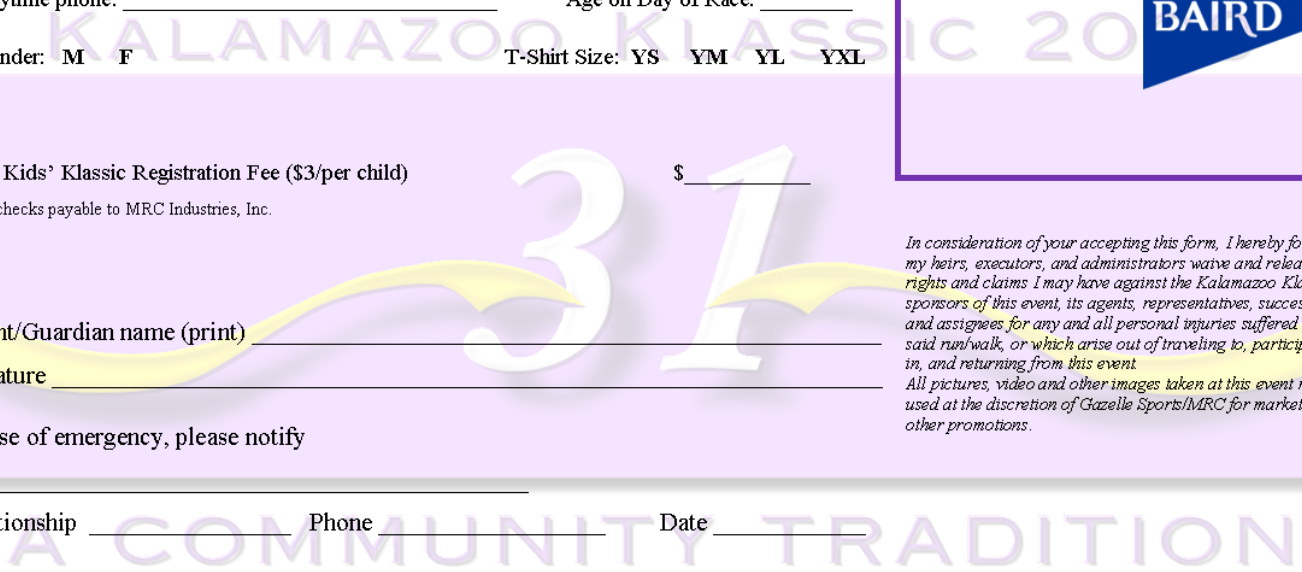 ytime phone: Age on Day of Race:
KALAMAZOO KLASSIC 20
BAIRD
nder: M F T-Shirt Size: YS YM YL YXL
Kids’ Klassic Registration Fee ($3/per child) $
checks payable to MRC Industries, Inc.
31
nt/Guardian name (print)
ature
se of emergency, please notify
tionship Phone Date
In consideration of your accepting this form, I hereby fo
my heirs, executors, and administrators waive and relea
rights and claims I may have against the Kalamazoo Kla
sponsors of this event, its agents, representatives, succes
and assignees for any and all personal injuries suffered
said run/walk, or which arise out of traveling to, particip
in, and returning from this event.
All pictures, video and other images taken at this event
used at the discretion of Gazelle Sports/MRC for market
other promotions.
A COMMUNITY TRADITION